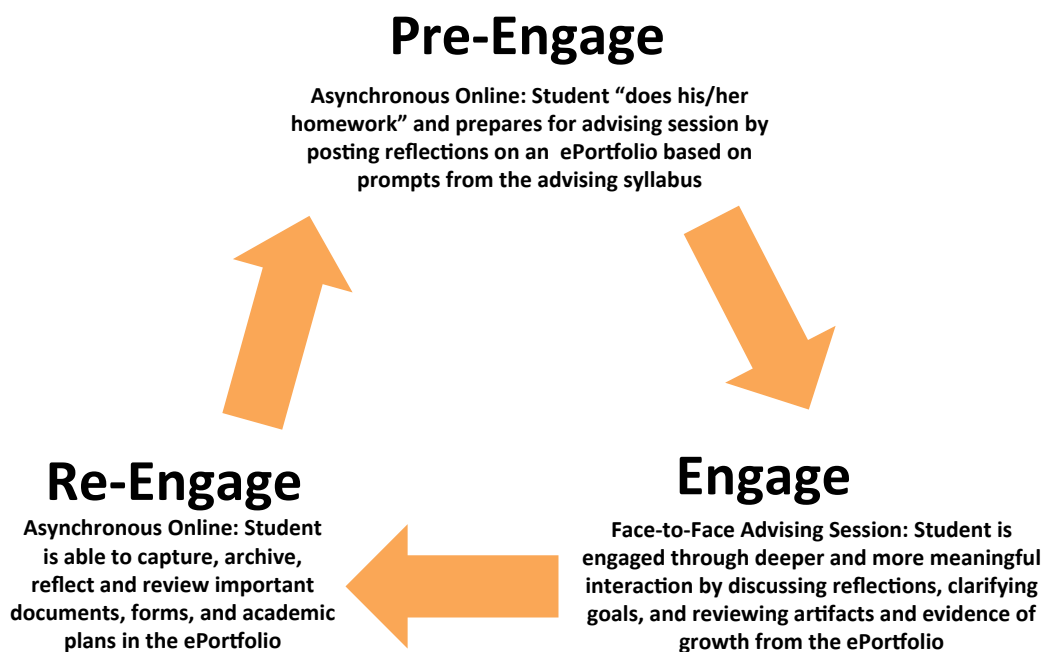 Pre-Engage
Asynchronous Online: Student “does his/her
homework” and prepares for advising session by
posting reflections on an ePortfolio based on
prompts from the advising syllabus
Engage
Face-to-Face Advising Session: Student is
engaged through deeper and more meaningful
interaction by discussing reflections, clarifying
goals, and reviewing artifacts and evidence of
growth from the ePortfolio
Re-Engage
Asynchronous Online: Student
is able to capture, archive,
reflect and review important
documents, forms, and academic
plans in the ePortfolio